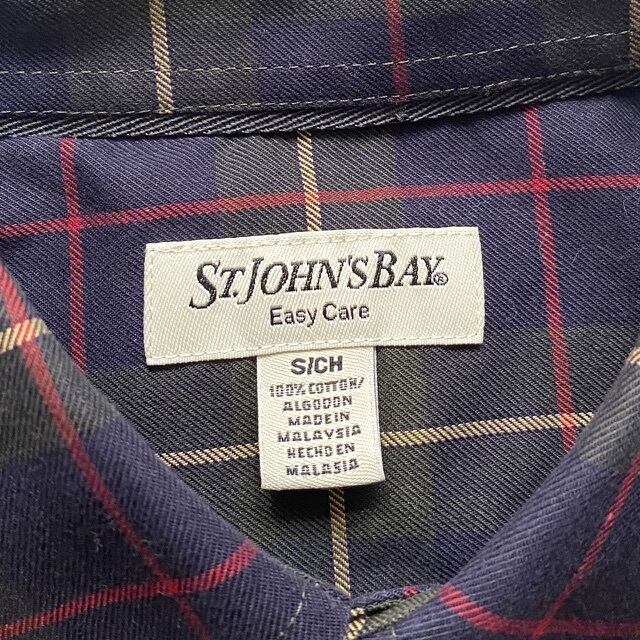 ST. JOHN'S BAY®
Easy Care
S/CH
100% COTTON/
ALGODON
MADE IN
MALAYSIA
HECHO EN
MALASIA